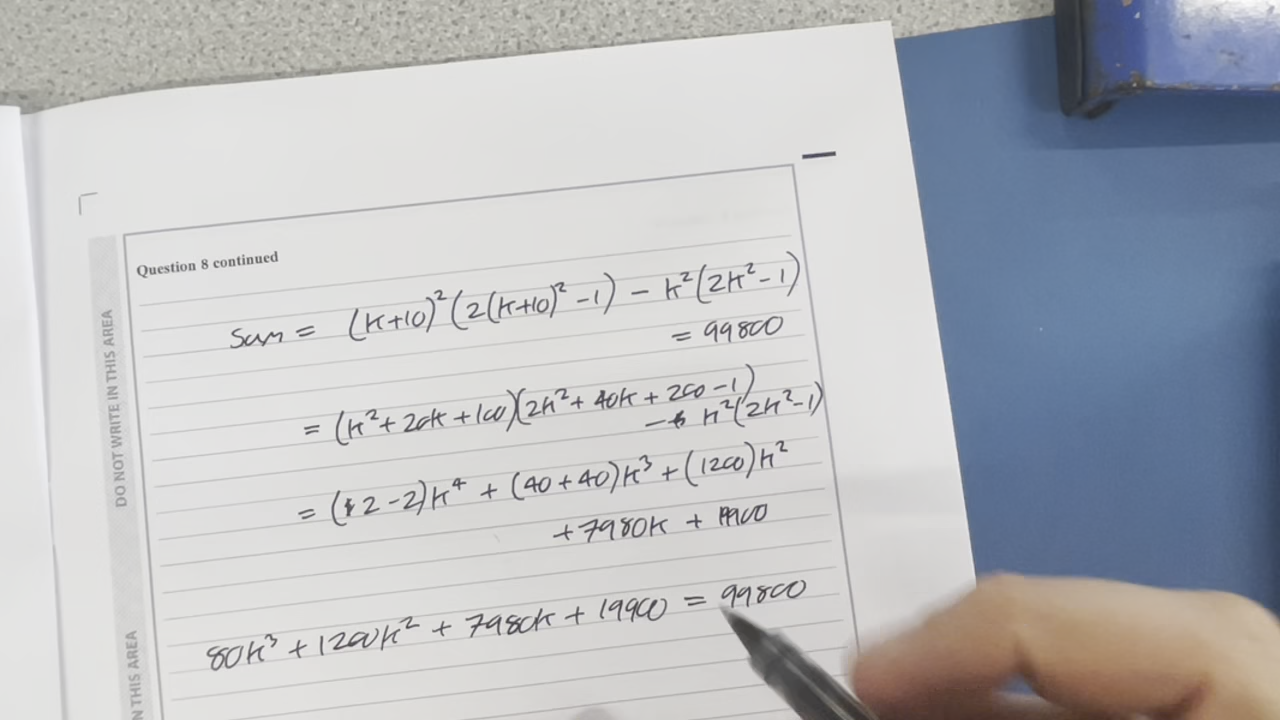 Question 8 continued
Sum = (k+10)²(2(k+10)² -1) - k²(2k² -1)
= 99800
= (k² + 20k + 100)(2k² + 40k + 200 -1)
- k²(2k² -1)
= (2 -2)k⁴ + (40 + 40)k³ + (1200)k²
+ 7980k + 19900
80k³ + 1200k² + 7980k + 19900 = 99800
DO NOT WRITE IN THIS AREA
N THIS AREA